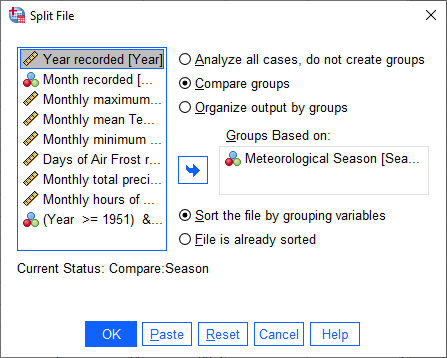 Split File
Year recorded [Year]
Month recorded [...
Monthly maximum...
Monthly mean Te...
Monthly minimum ...
Days of Air Frost r...
Monthly total preci...
Monthly hours of ...
(Year >= 1951) &...
Analyze all cases, do not create groups
Compare groups
Organize output by groups
Groups Based on:
Meteorological Season [Sea...
Sort the file by grouping variables
File is already sorted
Current Status: Compare:Season
OK Paste Reset Cancel Help